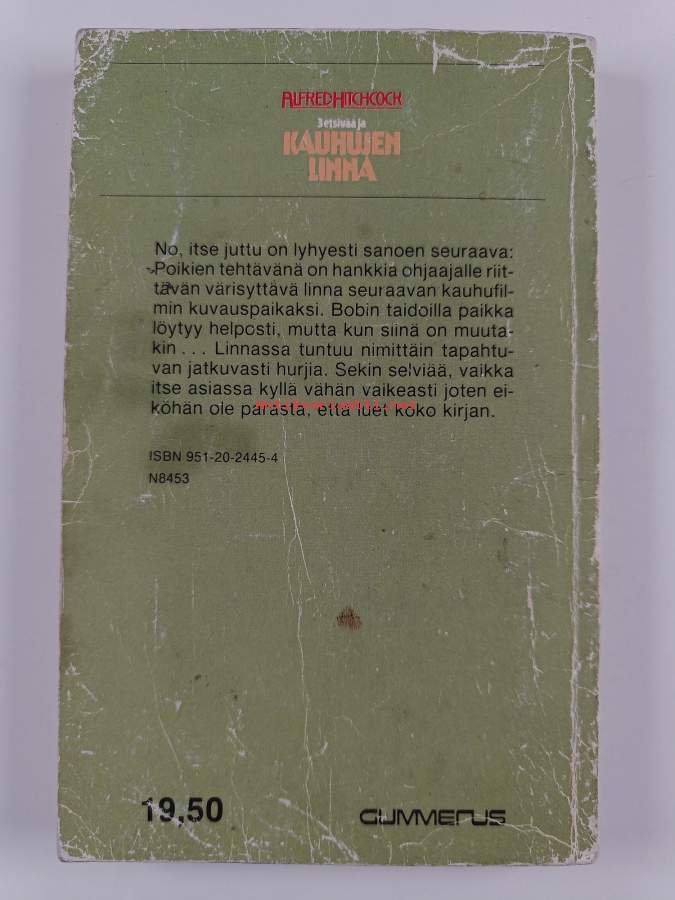 ALFRED HITCHCOCK
3 etsivää ja
KAUHUJEN
LINNA
No, itse juttu on lyhyesti sanoen seuraava:
Poikien tehtävänä on hankkia ohjaajalle riit-
tävän värisyttävä linna seuraavan kauhufil-
min kuvauspaikaksi. Bobin taidoilla paikka
löytyy helposti, mutta kun siinä on muuta-
kin... Linnassa tuntuu nimittäin tapahtu-
van jatkuvasti hurjia. Sekin selviää, vaikka
itse asiassa kyllä vähän vaikeasti joten ei-
köhän ole parasta, että luet koko kirjan.
ISBN 951-20-2445-4
N8453
19,50
GUMMERUS